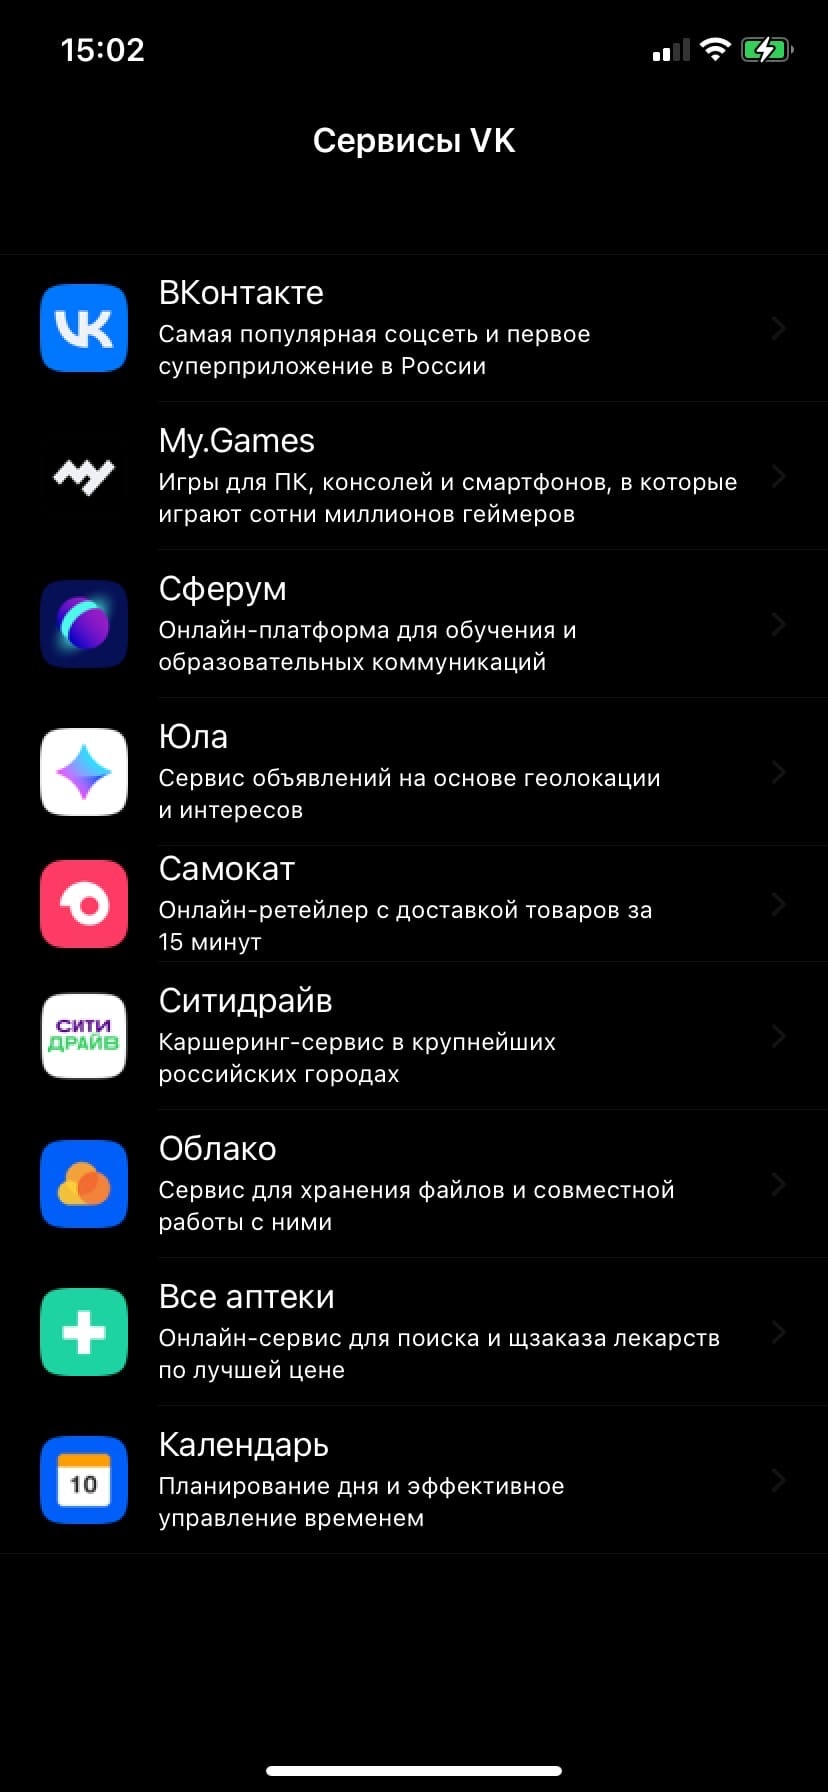 15:02
Сервисы VK
ВКонтакте
Самая популярная соцсеть и первое
суперприложение в России
My.Games
Игры для ПК, консолей и смартфонов, в которые
играют сотни миллионов геймеров
Сферум
Онлайн-платформа для обучения и
образовательных коммуникаций
Юла
Сервис объявлений на основе геолокации
и интересов
Самокат
Онлайн-ретейлер с доставкой товаров за
15 минут
СИТИ
ДРАЙВ
Ситидрайв
Каршеринг-сервис в крупнейших
российских городах
Облако
Сервис для хранения файлов и совместной
работы с ними
Все аптеки
Онлайн-сервис для поиска и щзаказа лекарств
по лучшей цене
10
Календарь
Планирование дня и эффективное
управление временем